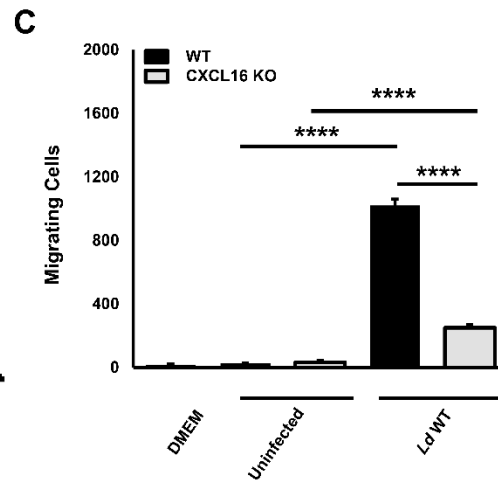 C
2000
1600
1200
800
400
0
Migrating Cells
WT
CXCL16 KO
****
****
****
DMEM
Uninfected
Ld WT